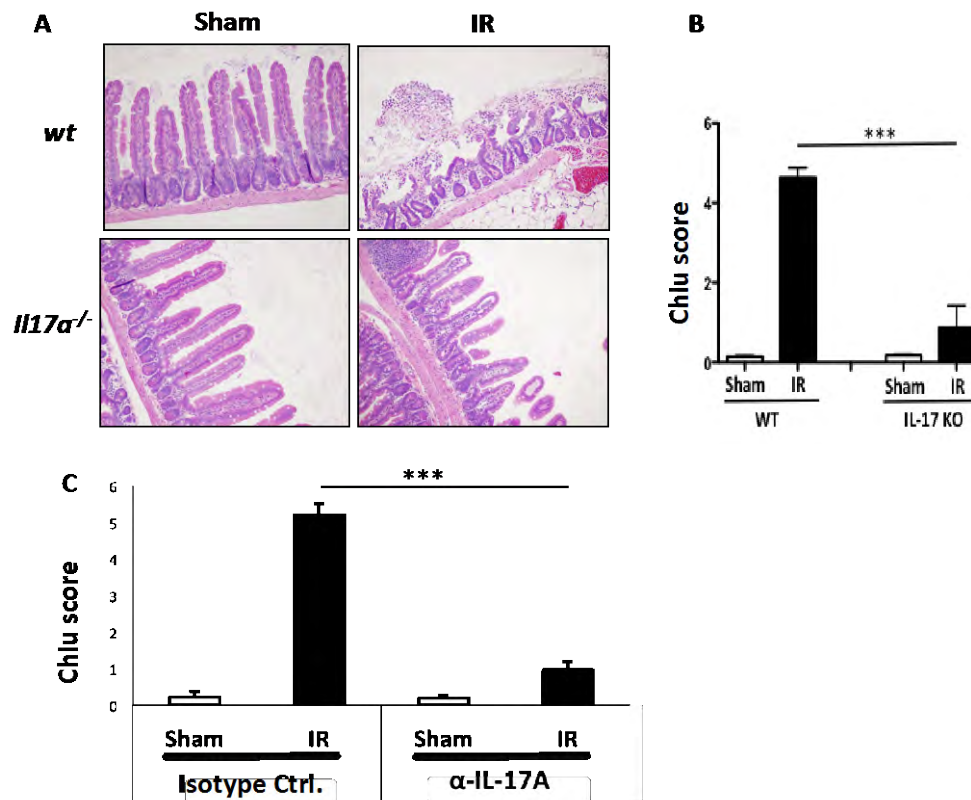 A
Sham
IR
wt
Il17a-/-
B
6
***
4
2
0
Chlu score
Sham IR Sham IR
WT IL-17 KO
C
***
6
5
4
3
2
1
0
Chlu score
Sham IR Sham IR
Isotype Ctrl. α-IL-17A